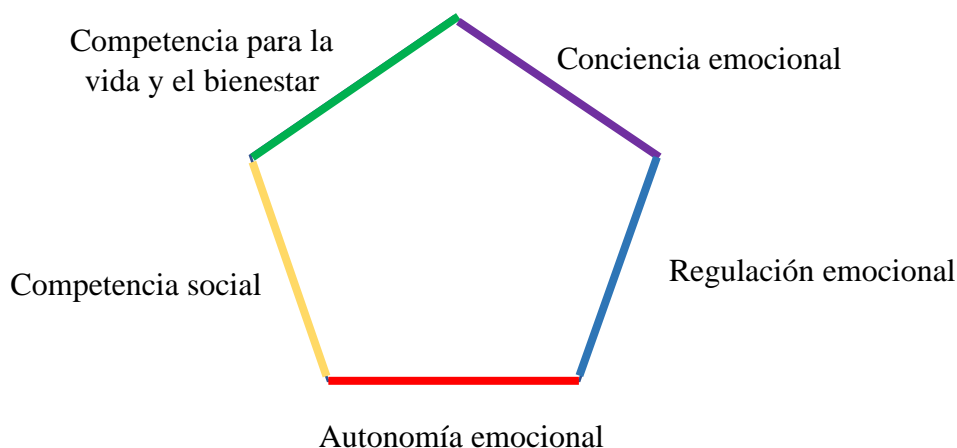 Competencia para la
vida y el bienestar
Conciencia emocional
Regulación emocional
Competencia social
Autonomía emocional